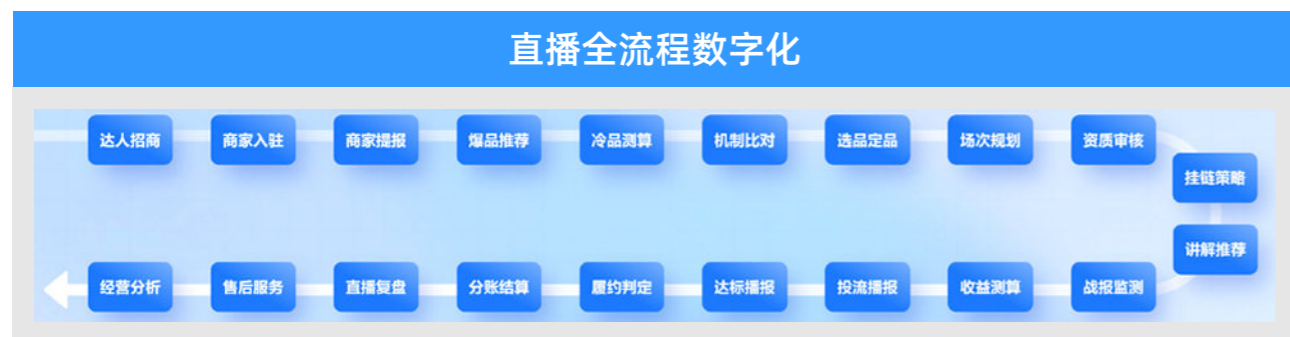 直播全流程数字化
达人招商 商家入驻 商家提报 爆品推荐 冷品测算 机制比对 选品定品 场次规划 资质审核
挂链策略
讲解推荐
经营分析 售后服务 直播复盘 分账结算 履约判定 达标播报 投流播报 收益测算 战报监测